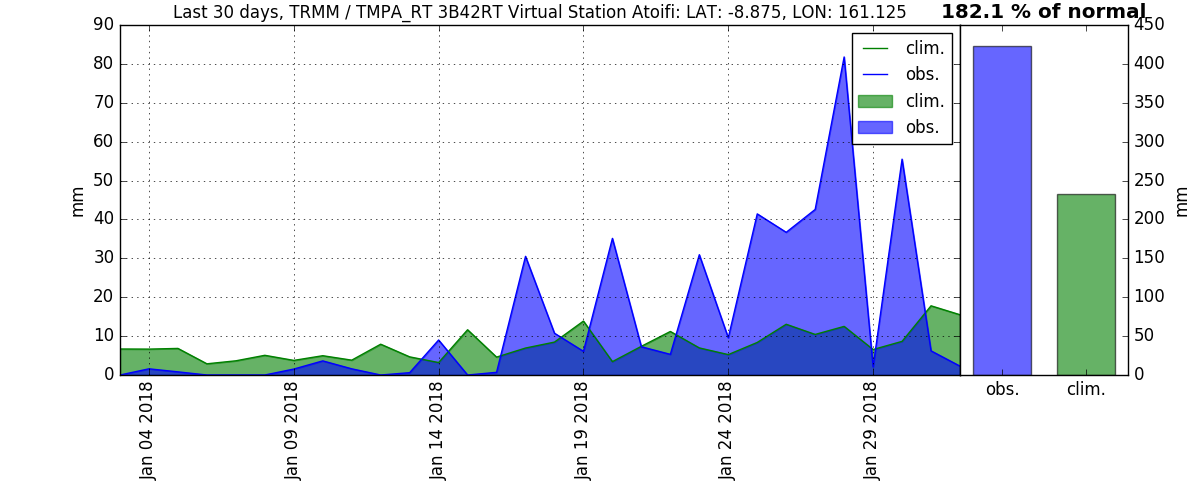 Last 30 days, TRMM / TMPA_RT 3B42RT Virtual Station Atoifi: LAT: -8.875, LON: 161.125
182.1 % of normal
90
80
70
60
50
40
30
20
10
0
mm
clim.
obs.
clim.
obs.
Jan 04 2018
Jan 09 2018
Jan 14 2018
Jan 19 2018
Jan 24 2018
Jan 29 2018
450
400
350
300
250
200
150
100
50
0
mm
obs.
clim.